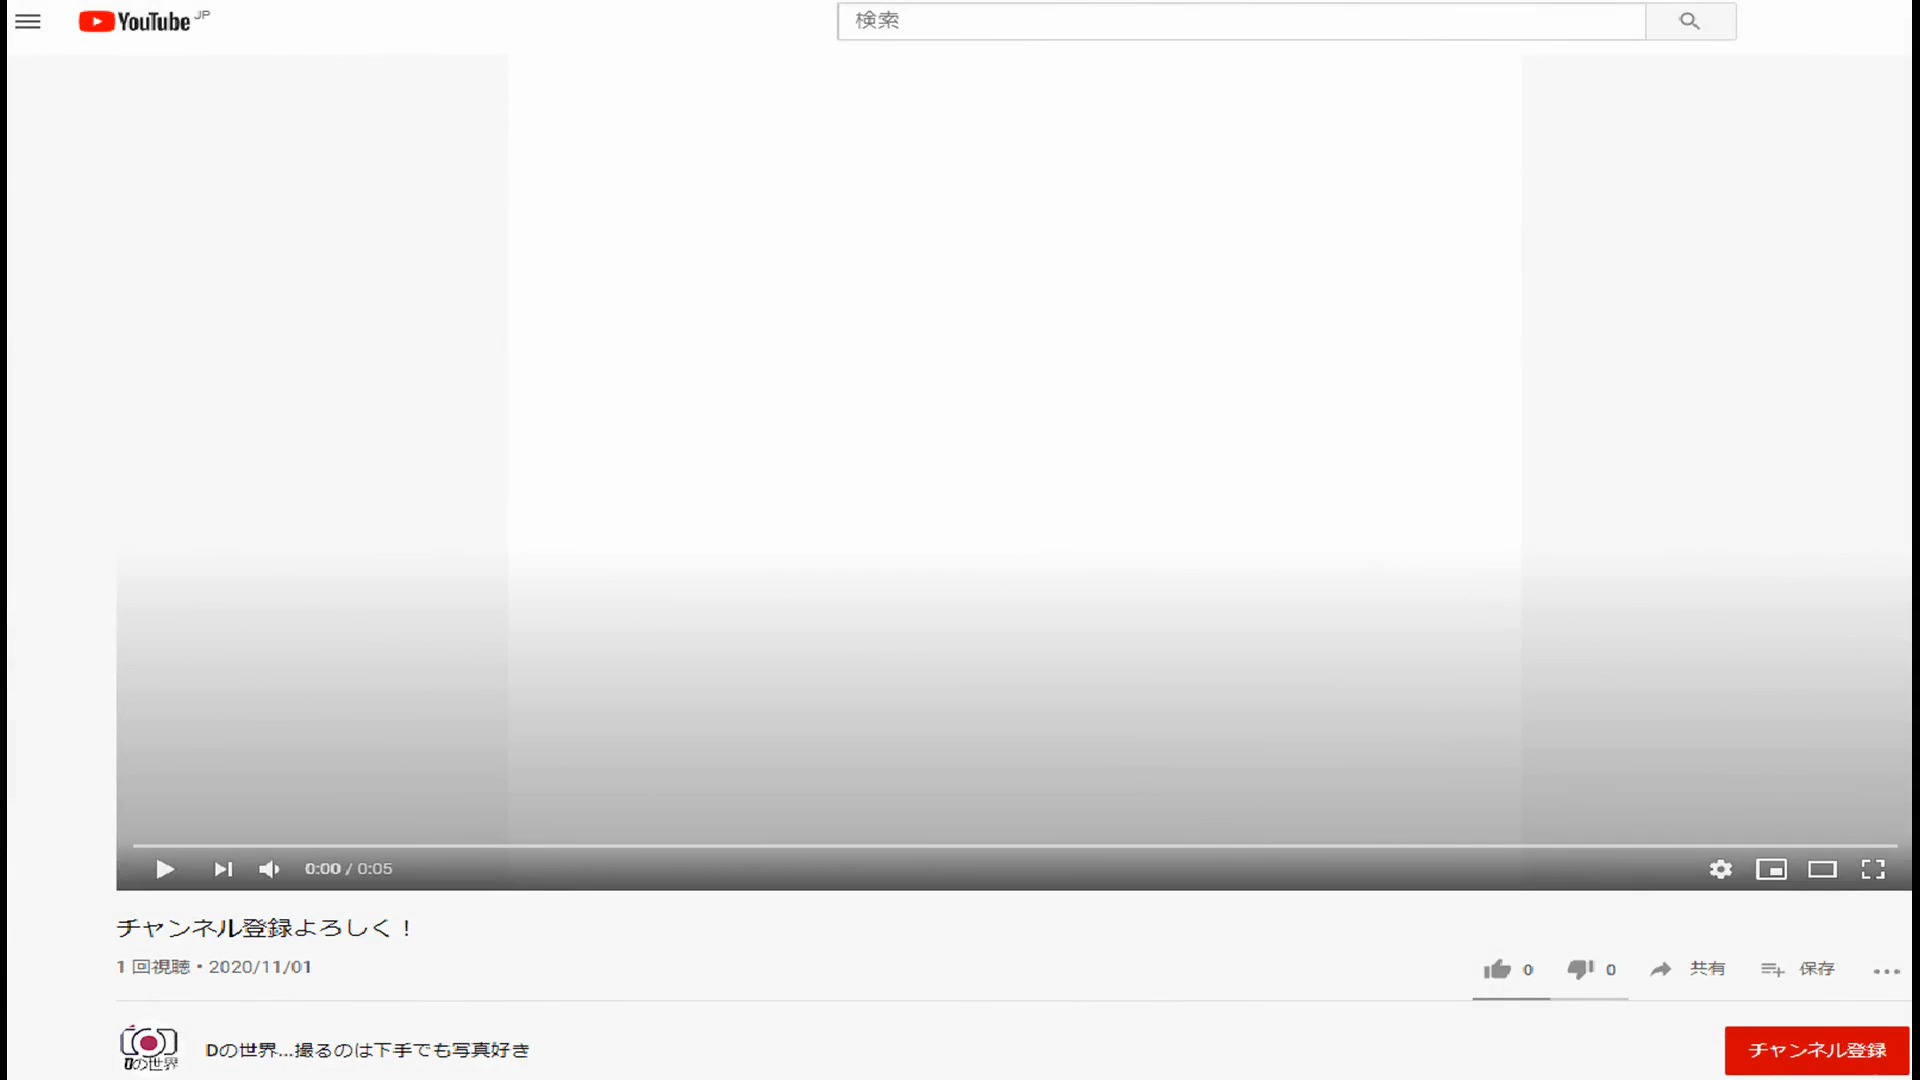 YouTube JP
検索
0:00 / 0:05
チャンネル登録よろしく！
1 回視聴・2020/11/01
0 0 共有 保存
Dの世界
Dの世界...撮るのは下手でも写真好き
チャンネル登録